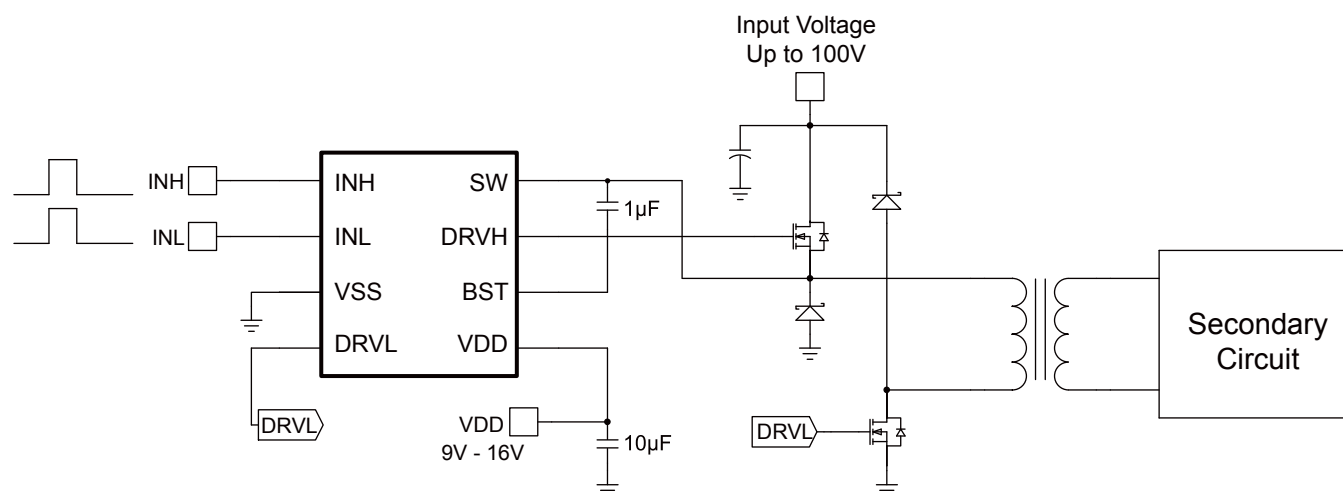 Input Voltage
Up to 100V
INH
INL
INH
INL
VSS
DRVL
SW
DRVH
BST
VDD
1µF
DRVL
VDD
9V - 16V
10µF
DRVL
Secondary
Circuit